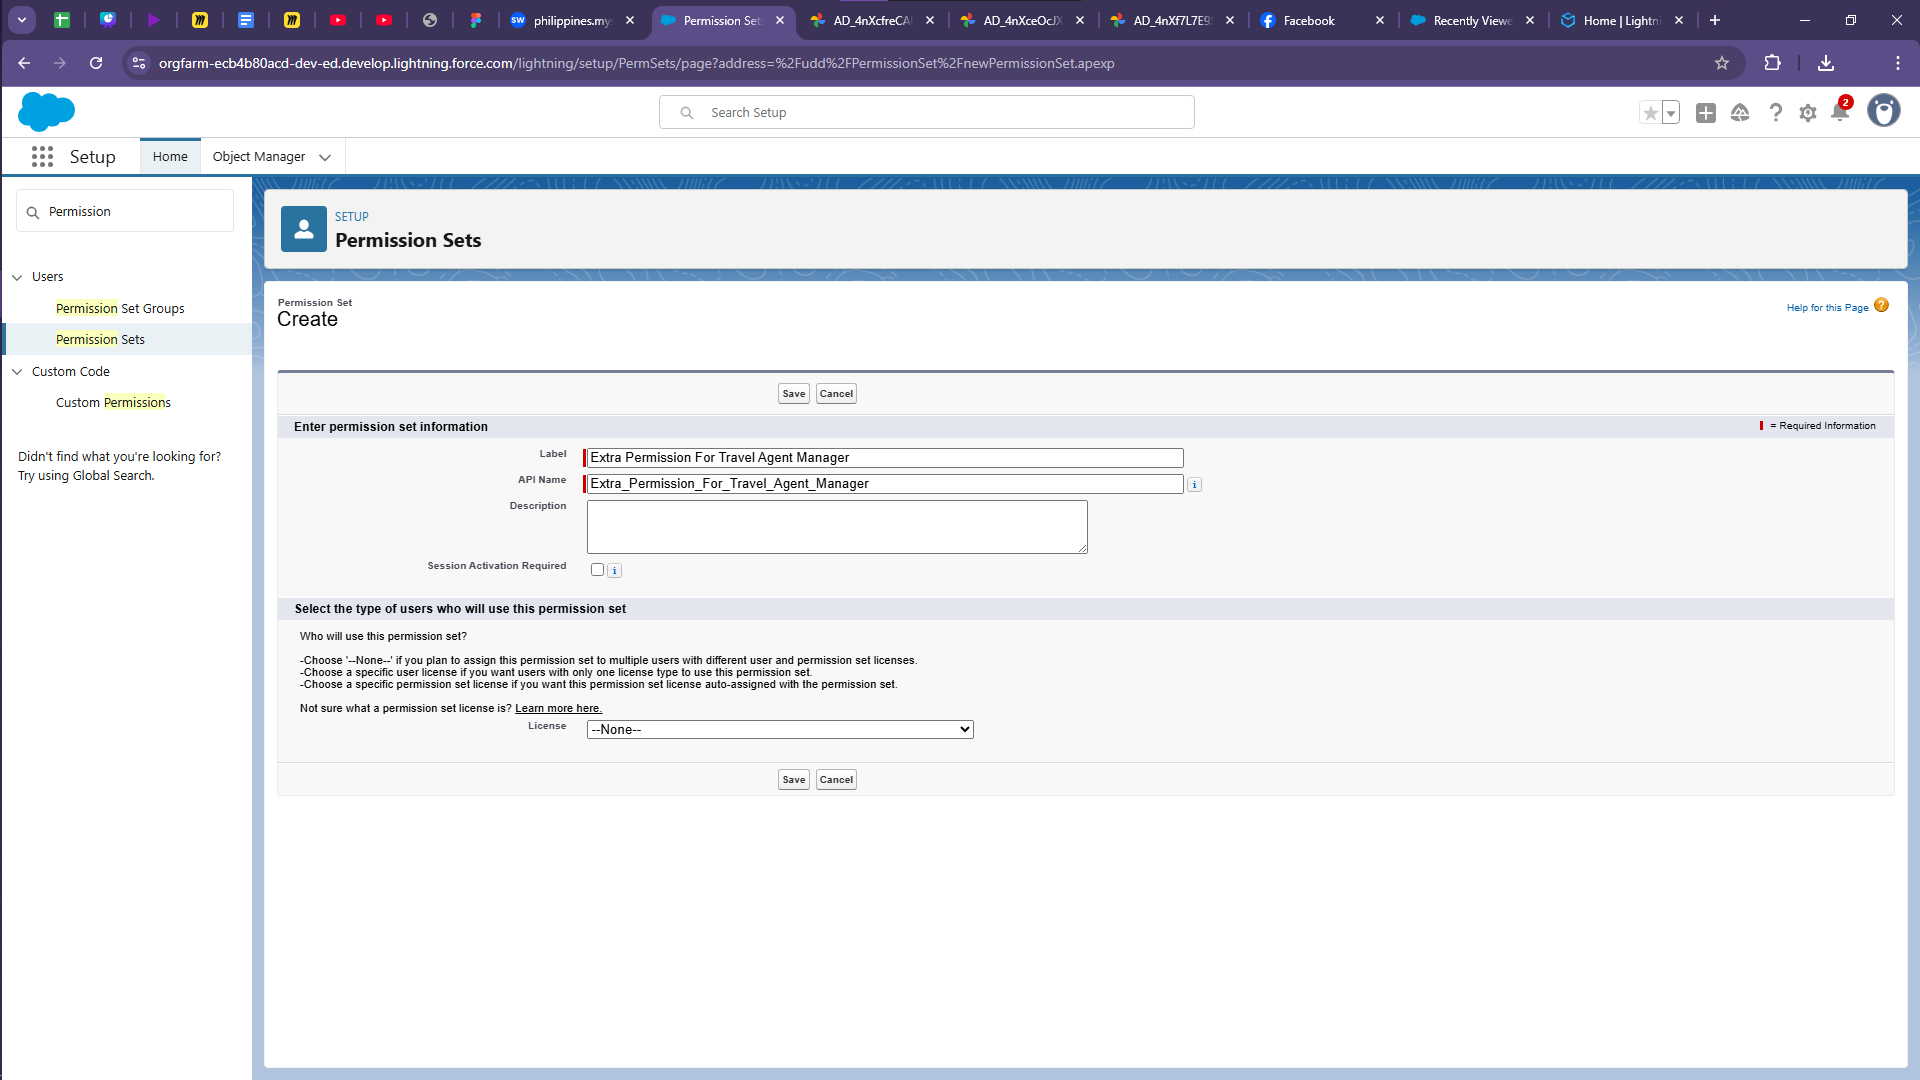 SW philippines.my
Permission Set
AD_4nXcfreCA
AD_4nXceOcJX
AD_4nXf7L7E9
Facebook
Recently Viewe
Home | Lightni
orgfarm-ecb4b80acd-dev-ed.develop.lightning.force.com/lightning/setup/PermSets/page?address=%2Fudd%2FPermissionSet%2FnewPermissionSet.apexp
Search Setup
2
Setup
Home
Object Manager
Permission
Users
Permission Set Groups
Permission Sets
Custom Code
Custom Permissions
Didn't find what you're looking for?
Try using Global Search.
SETUP
Permission Sets
Permission Set
Create
Help for this Page ?
Save Cancel
Enter permission set information
= Required Information
Label Extra Permission For Travel Agent Manager
API Name Extra_Permission_For_Travel_Agent_Manager i
Description
Session Activation Required i
Select the type of users who will use this permission set
Who will use this permission set?
-Choose '--None--' if you plan to assign this permission set to multiple users with different user and permission set licenses.
-Choose a specific user license if you want users with only one license type to use this permission set.
-Choose a specific permission set license if you want this permission set license auto-assigned with the permission set.
Not sure what a permission set license is? Learn more here.
License --None--
Save Cancel